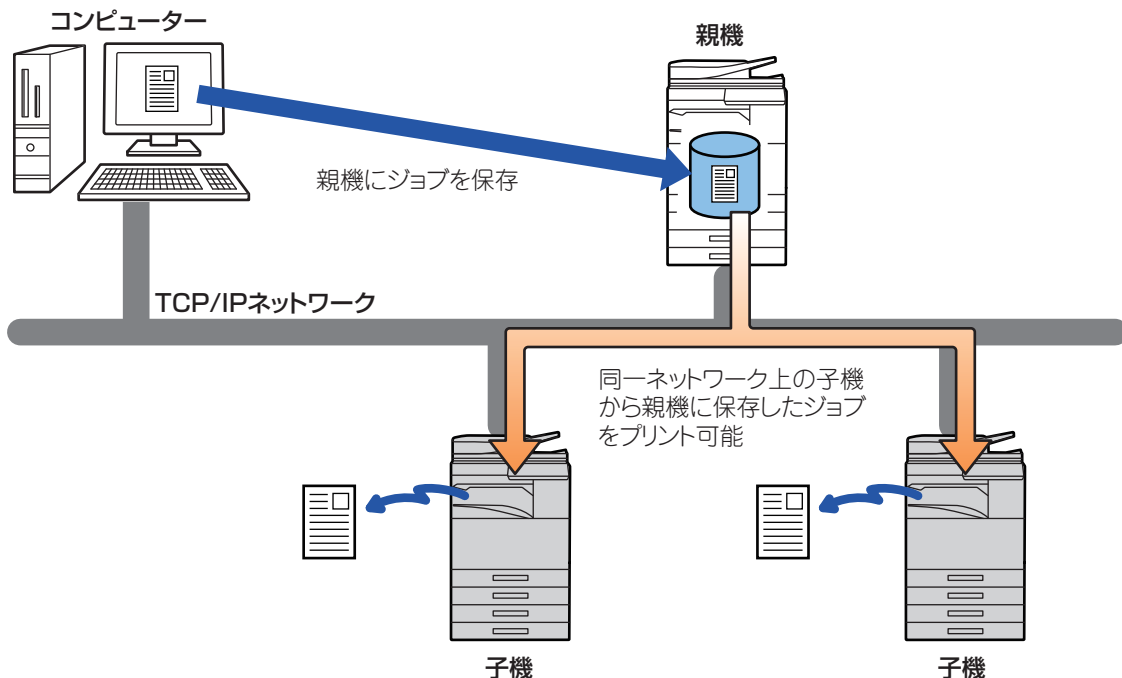 コンピューター
親機
親機にジョブを保存
TCP/IPネットワーク
同一ネットワーク上の子機
から親機に保存したジョブ
をプリント可能
子機
子機